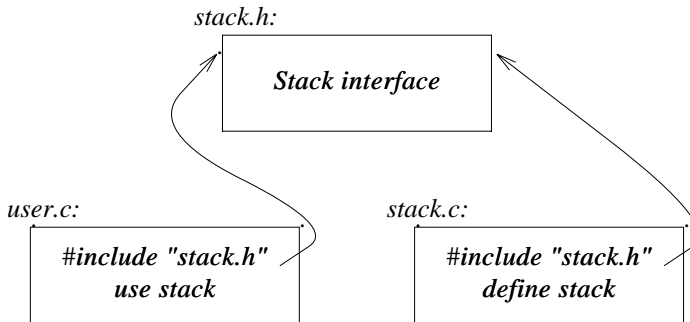 stack.h:
Stack interface
user.c:
#include "stack.h"
use stack
stack.c:
#include "stack.h"
define stack